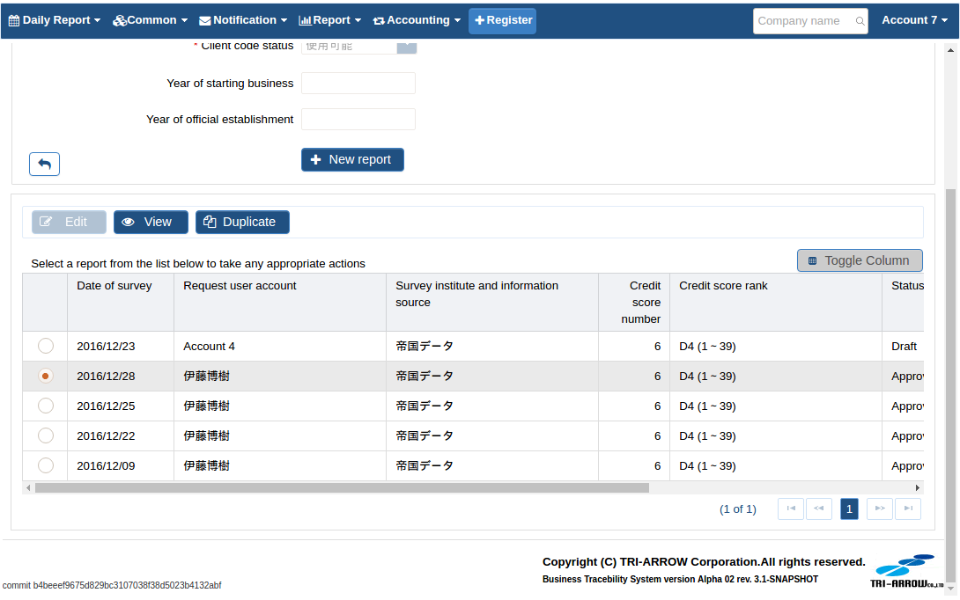 Daily Report Common Notification Report Accounting Register Company name Account 7
* Client code status 使用可能
Year of starting business
Year of official establishment
New report
Edit View Duplicate
Select a report from the list below to take any appropriate actions Toggle Column
Date of survey Request user account Survey institute and information Credit Credit score rank Status
source score
number
2016/12/23 Account 4 帝国データ 6 D4 (1 ~ 39) Draft
2016/12/28 伊藤博樹 帝国データ 6 D4 (1 ~ 39) Approv
2016/12/25 伊藤博樹 帝国データ 6 D4 (1 ~ 39) Approv
2016/12/22 伊藤博樹 帝国データ 6 D4 (1 ~ 39) Approv
2016/12/09 伊藤博樹 帝国データ 6 D4 (1 ~ 39) Approv
(1 of 1) 1
Copyright (C) TRI-ARROW Corporation.All rights reserved.
Business Tracebility System version Alpha 02 rev. 3.1-SNAPSHOT
TRI-ARROW Co.,LTD
commit b4beeef9675d829bc3107038f38d5023b4132abf